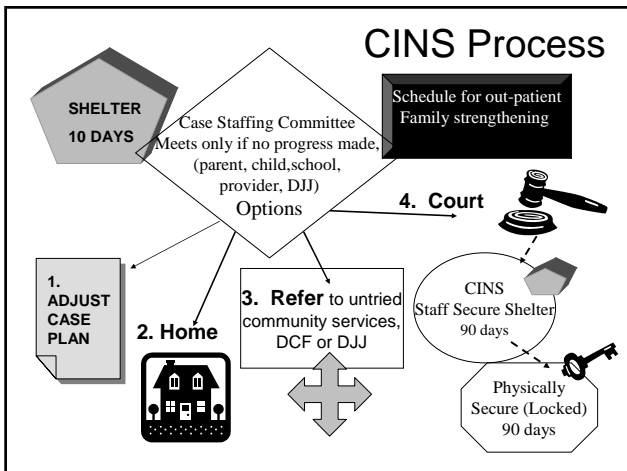 CINS Process
SHELTER
10 DAYS
Case Staffing Committee
Meets only if no progress made,
(parent, child,school,
provider, DJJ)
Options
Schedule for out-patient
Family strengthening
4. Court
1.
ADJUST
CASE
PLAN
2. Home
3. Refer to untried
community services,
DCF or DJJ
CINS
Staff Secure Shelter
90 days
Physically
Secure (Locked)
90 days